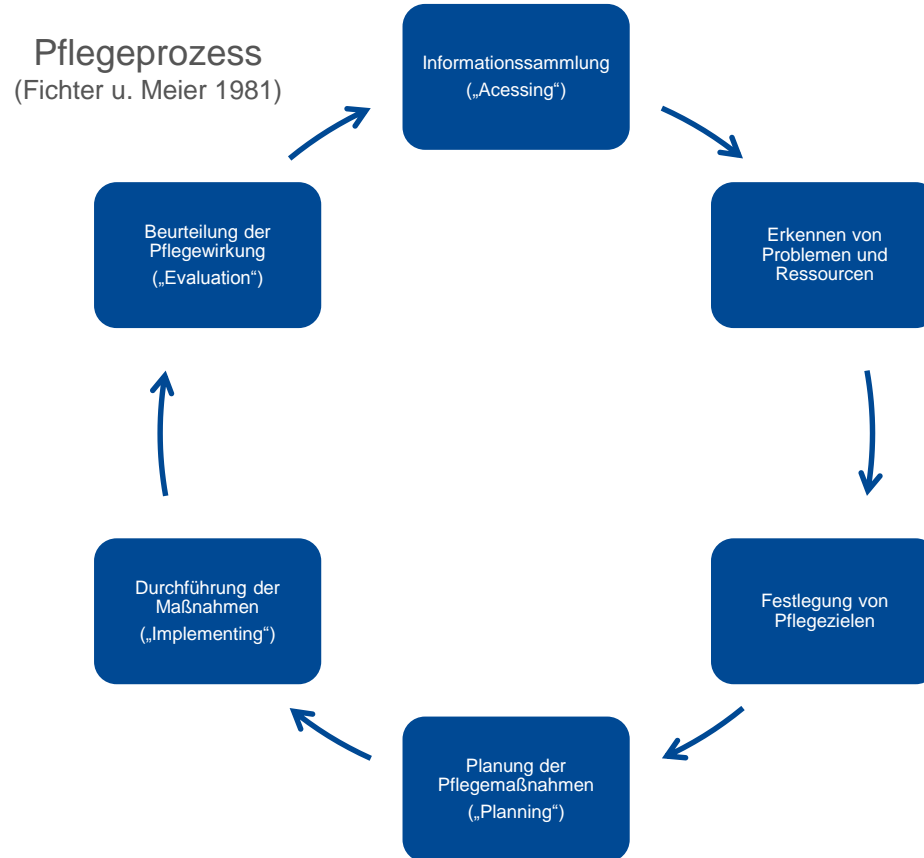 Pflegeprozess
(Fichter u. Meier 1981)
Informationssammlung
(„Acessing“)
Erkennen von
Problemen und
Ressourcen
Festlegung von
Pflegezielen
Planung der
Pflegemaßnahmen
(„Planning“)
Durchführung der
Maßnahmen
(„Implementing“)
Beurteilung der
Pflegewirkung
(„Evaluation“)